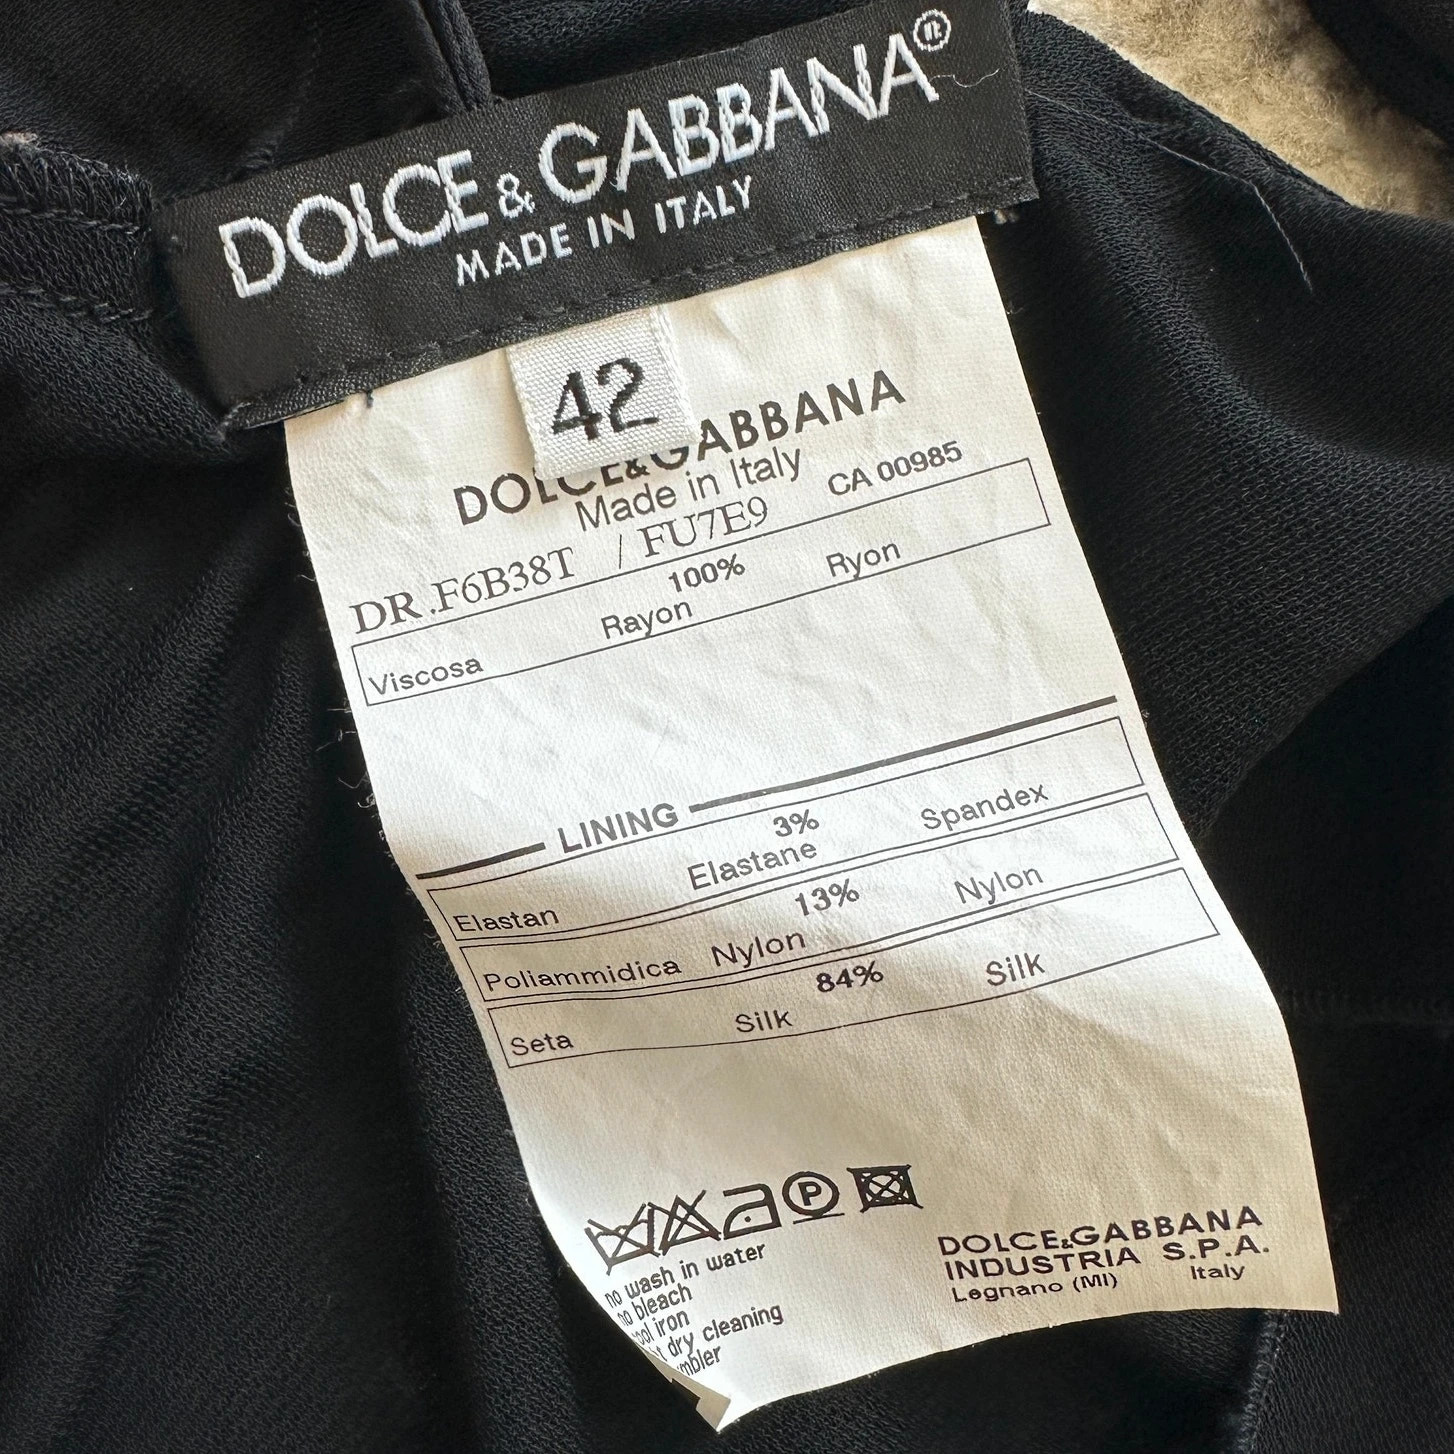 DOLCE & GABBANA®
MADE IN ITALY
42
DOLCE&GABBANA
Made in Italy
DR.F6B38T / FU7E9 CA 00985
100%
Viscosa Rayon Ryon
LINING
3%
Elastan Elastane Spandex
13%
Poliammidica Nylon Nylon
84%
Seta Silk Silk
P
no wash in water
no bleach
ool iron
t dry cleaning
mbler
DOLCE&GABBANA
INDUSTRIA S.P.A.
Legnano (MI) Italy